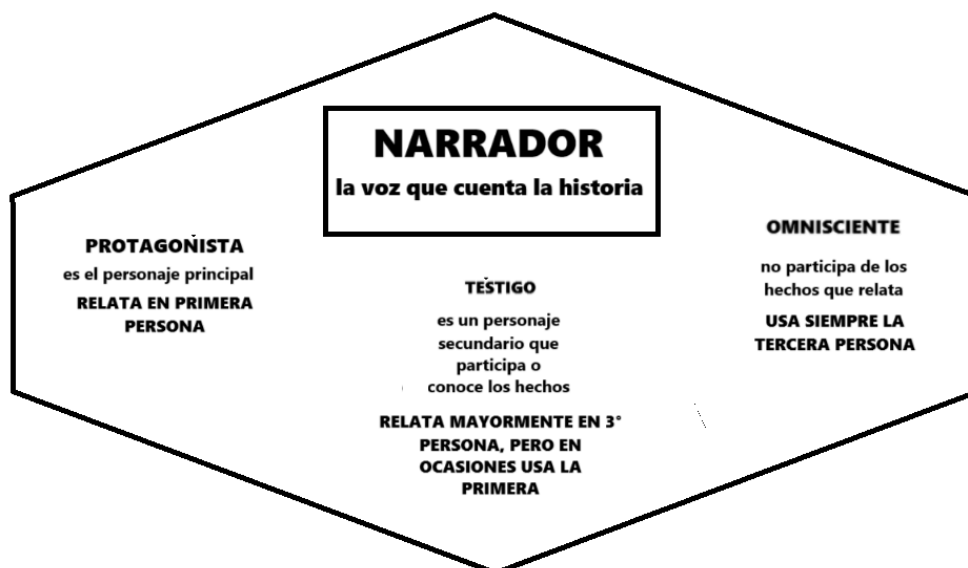 NARRADOR
la voz que cuenta la historia
PROTAGONISTA
es el personaje principal
RELATA EN PRIMERA
PERSONA
TESTIGO
es un personaje
secundario que
participa o
conoce los hechos
RELATA MAYORMENTE EN 3°
PERSONA, PERO EN
OCASIONES USA LA
PRIMERA
OMNISCIENTE
no participa de los
hechos que relata
USA SIEMPRE LA
TERCERA PERSONA